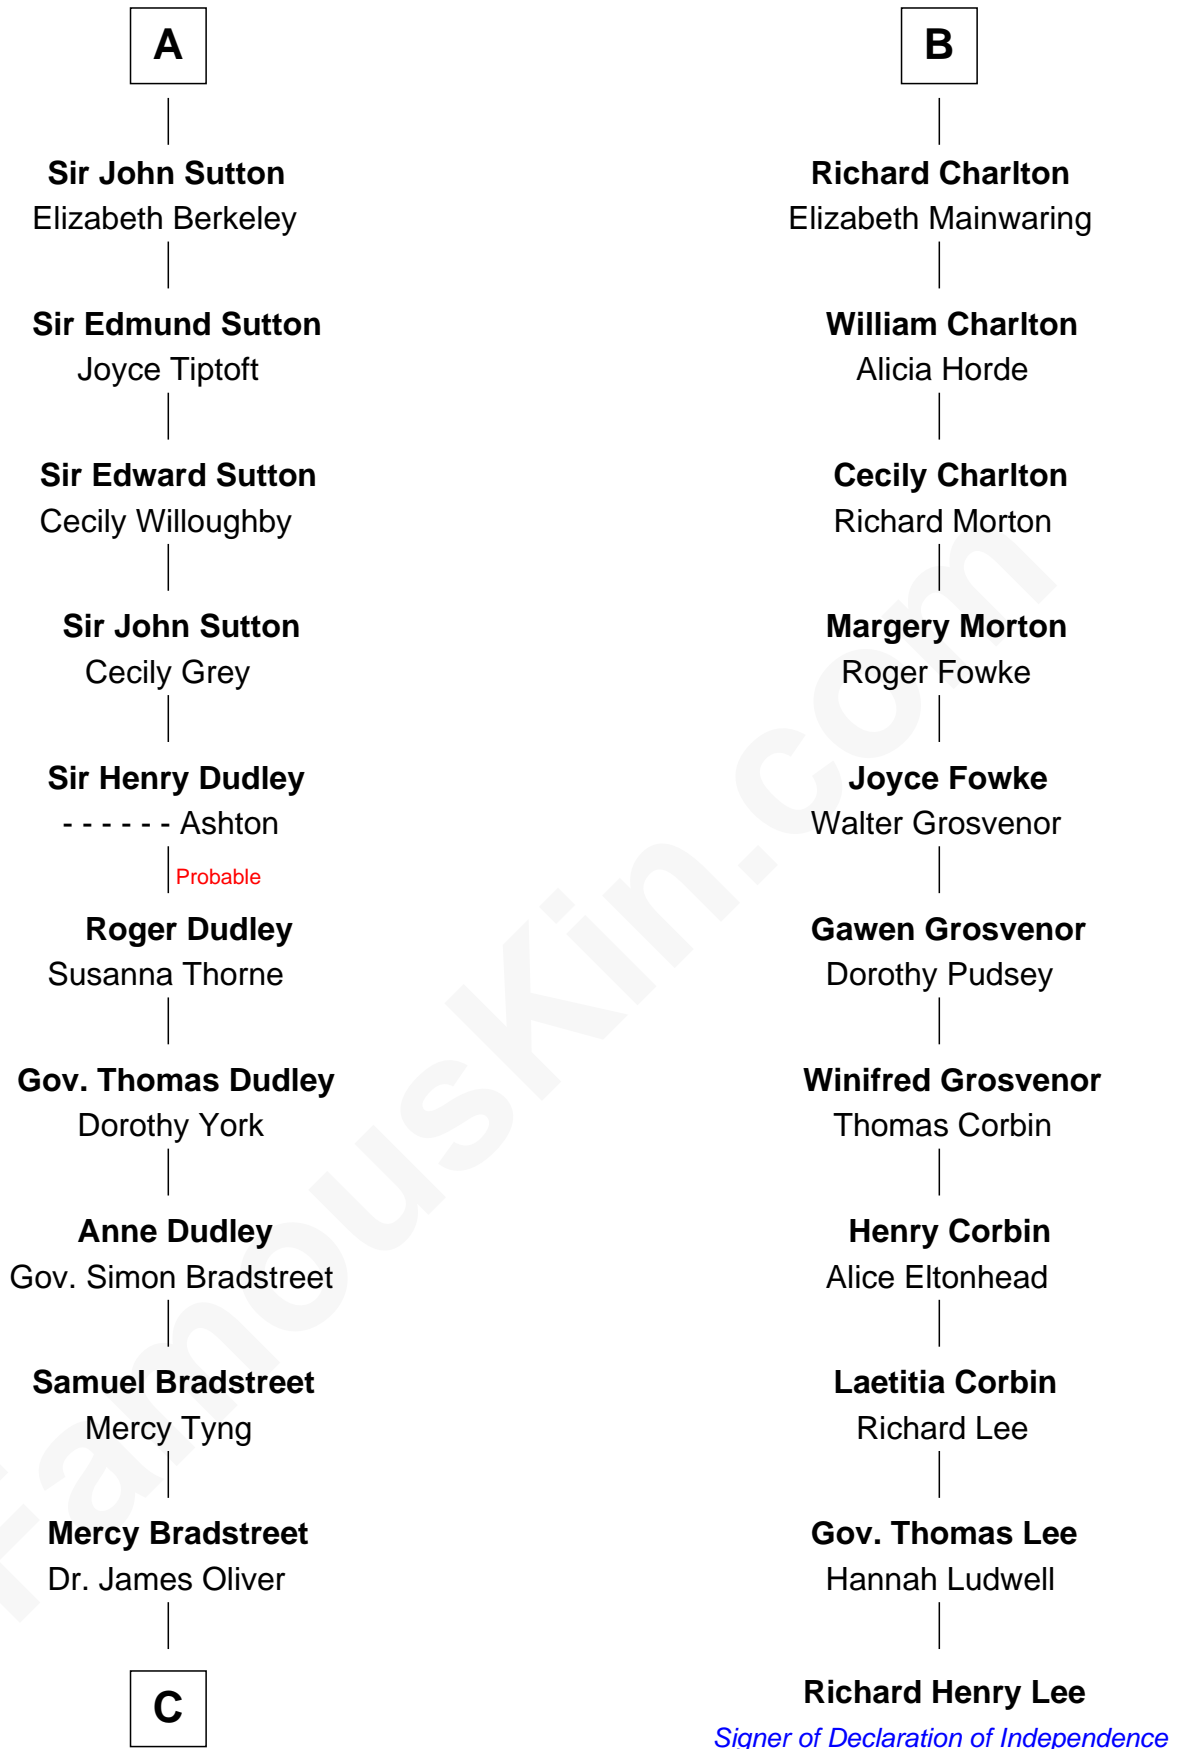 A
Sir John Sutton
Elizabeth Berkeley
Sir Edmund Sutton
Joyce Tiptoft
Sir Edward Sutton
Cecily Willoughby
Sir John Sutton
Cecily Grey
Sir Henry Dudley
- - - - - - Ashton
Probable
Roger Dudley
Susanna Thorne
Gov. Thomas Dudley
Dorothy York
Anne Dudley
Gov. Simon Bradstreet
Samuel Bradstreet
Mercy Tyng
Mercy Bradstreet
Dr. James Oliver
C
B
Richard Charlton
Elizabeth Mainwaring
William Charlton
Alicia Horde
Cecily Charlton
Richard Morton
Margery Morton
Roger Fowke
Joyce Fowke
Walter Grosvenor
Gawen Grosvenor
Dorothy Pudsey
Winifred Grosvenor
Thomas Corbin
Henry Corbin
Alice Eltonhead
Laetitia Corbin
Richard Lee
Gov. Thomas Lee
Hannah Ludwell
Richard Henry Lee
Signer of Declaration of Independence
FamousKin.com